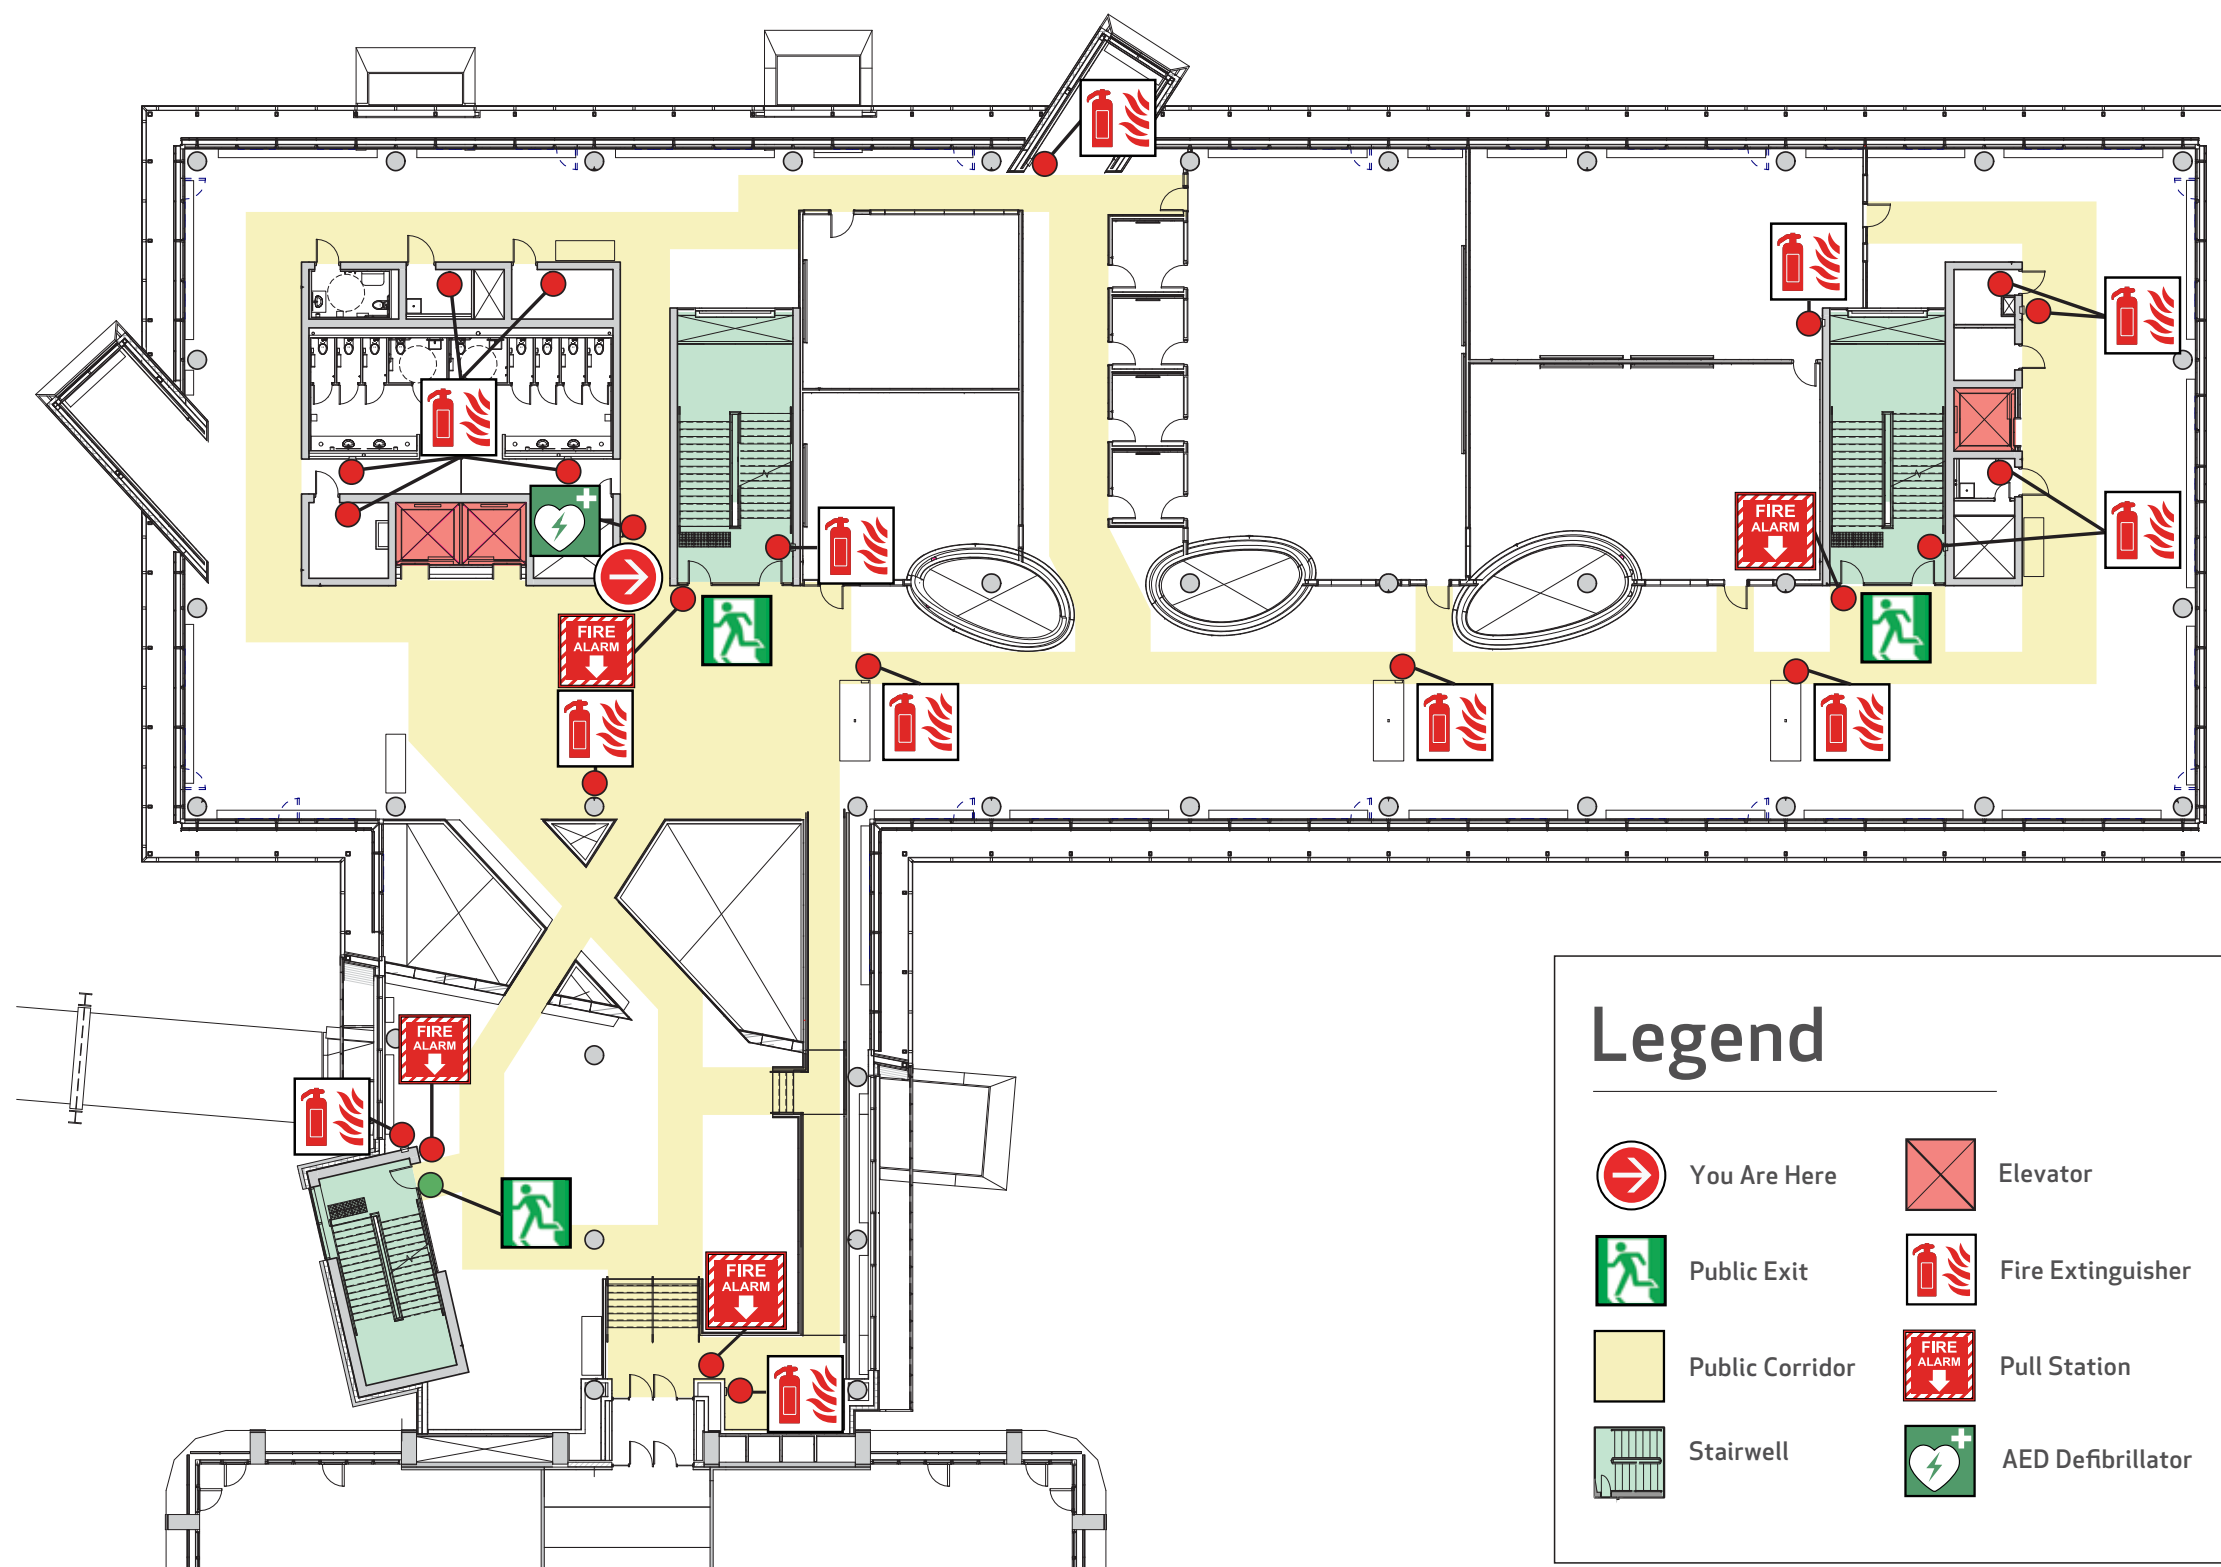 FIRE
ALARM
FIRE
ALARM
FIRE
ALARM
FIRE
ALARM
Legend
You Are Here
Elevator
Public Exit
Fire Extinguisher
Public Corridor
FIRE
ALARM
Pull Station
Stairwell
AED Defibrillator